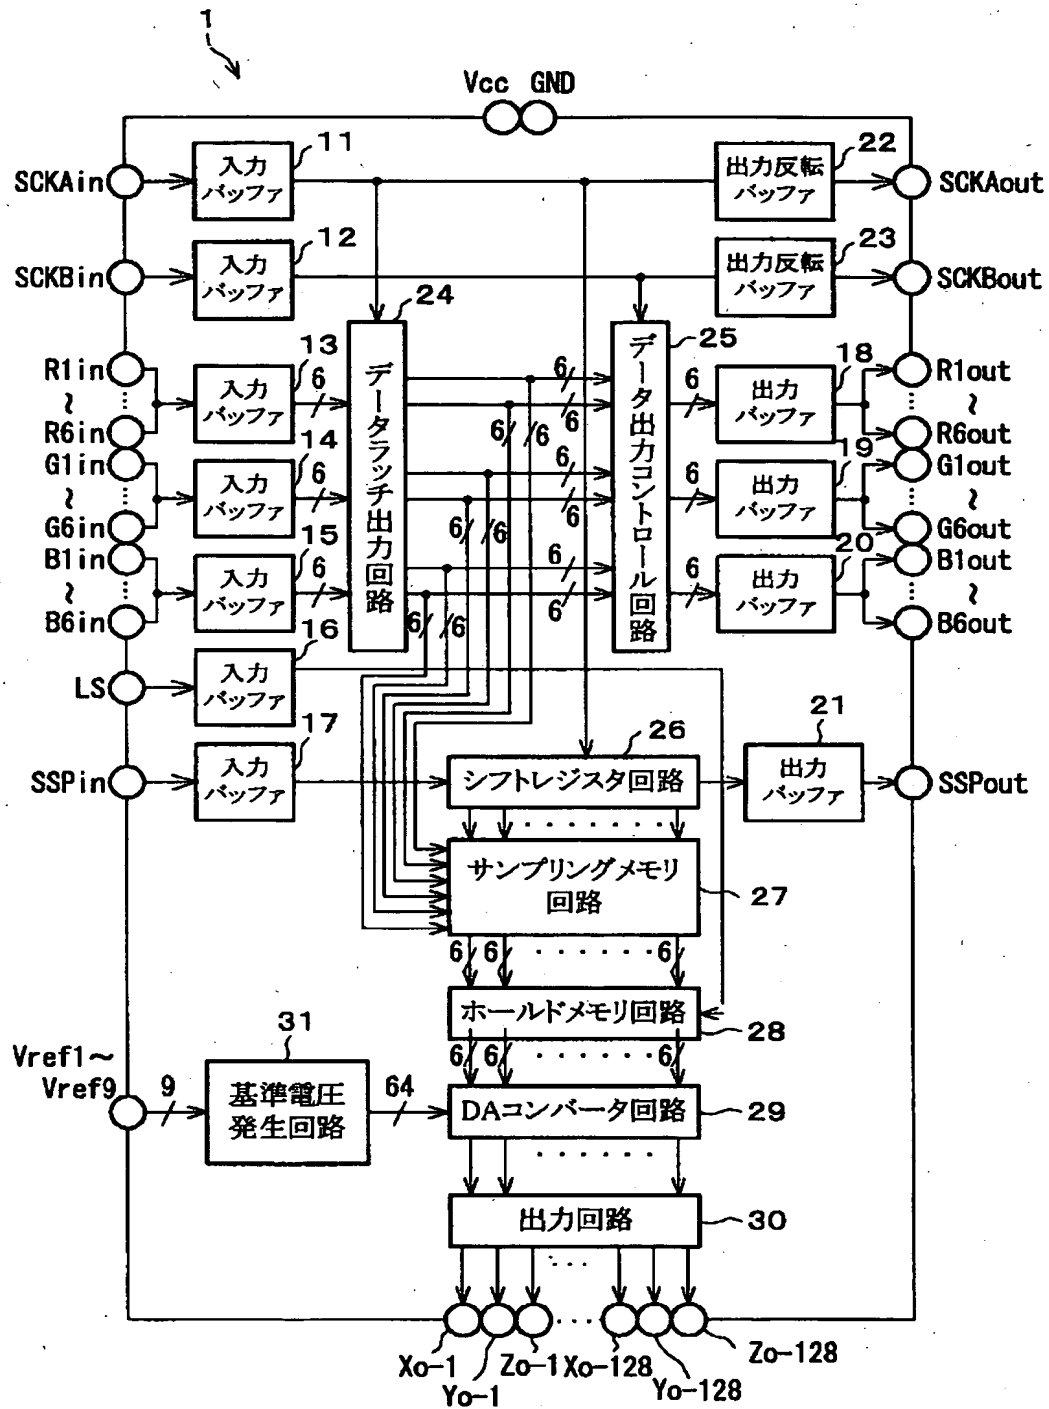 1
Vcc GND
SCKAin
入力
バッファ
11
出力反転
バッファ
22
SCKAout
SCKBin
入力
バッファ
12
出力反転
バッファ
23
SCKBout
24
データラッチ出力回路
25
データ出力コントロール回路
R1in
~
R6in
入力
バッファ
13
6
6
6
6
6
6
出力
バッファ
18
R1out
~
R6out
G1in
~
G6in
入力
バッファ
14
6
6
6
6
6
6
出力
バッファ
19
G1out
~
G6out
B1in
~
B6in
入力
バッファ
15
6
6
6
6
6
6
出力
バッファ
20
B1out
~
B6out
LS
入力
バッファ
16
SSPin
入力
バッファ
17
シフトレジスタ回路
26
出力
バッファ
21
SSPout
サンプリングメモリ
回路
27
6 6 6
ホールドメモリ回路
28
6 6 6
Vref1~
Vref9
9
基準電圧
発生回路
31
64
DAコンバータ回路
29
出力回路
30
Xo-1
Yo-1
Zo-1
Xo-128
Yo-128
Zo-128